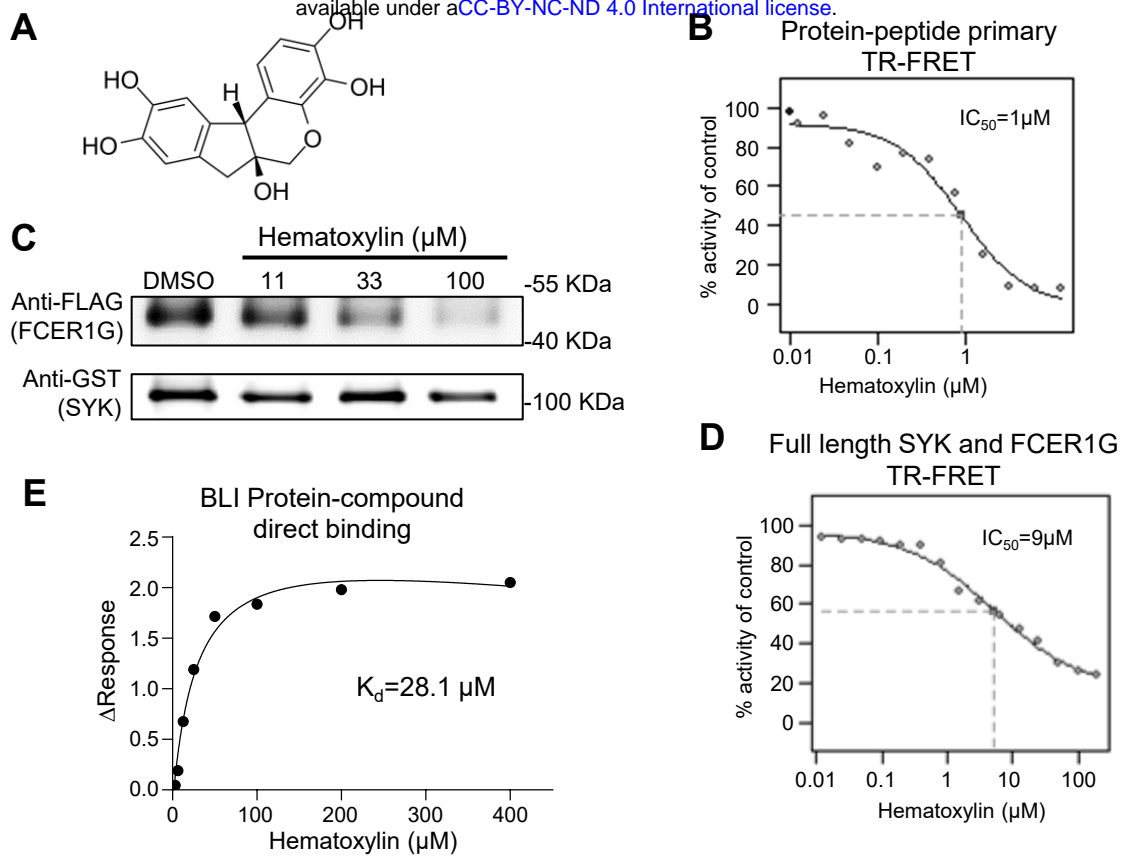 available under aCC-BY-NC-ND 4.0 International license.
A
OH
OH
O
H
HO
HO
OH
B
Protein-peptide primary
TR-FRET
% activity of control
100
80
60
40
20
0
IC50=1µM
0.01
0.1
1
Hematoxylin (µM)
C
Hematoxylin (µM)
DMSO 11 33 100
-55 KDa
Anti-FLAG
(FCER1G)
-40 KDa
Anti-GST
(SYK)
-100 KDa
D
Full length SYK and FCER1G
TR-FRET
% activity of control
100
80
60
40
20
0
IC50=9µM
0.01 0.1 1 10 100
Hematoxylin (µM)
E
BLI Protein-compound
direct binding
ΔResponse
2.5
2.0
1.5
1.0
0.5
0.0
Kd=28.1 µM
0 100 200 300 400
Hematoxylin (µM)